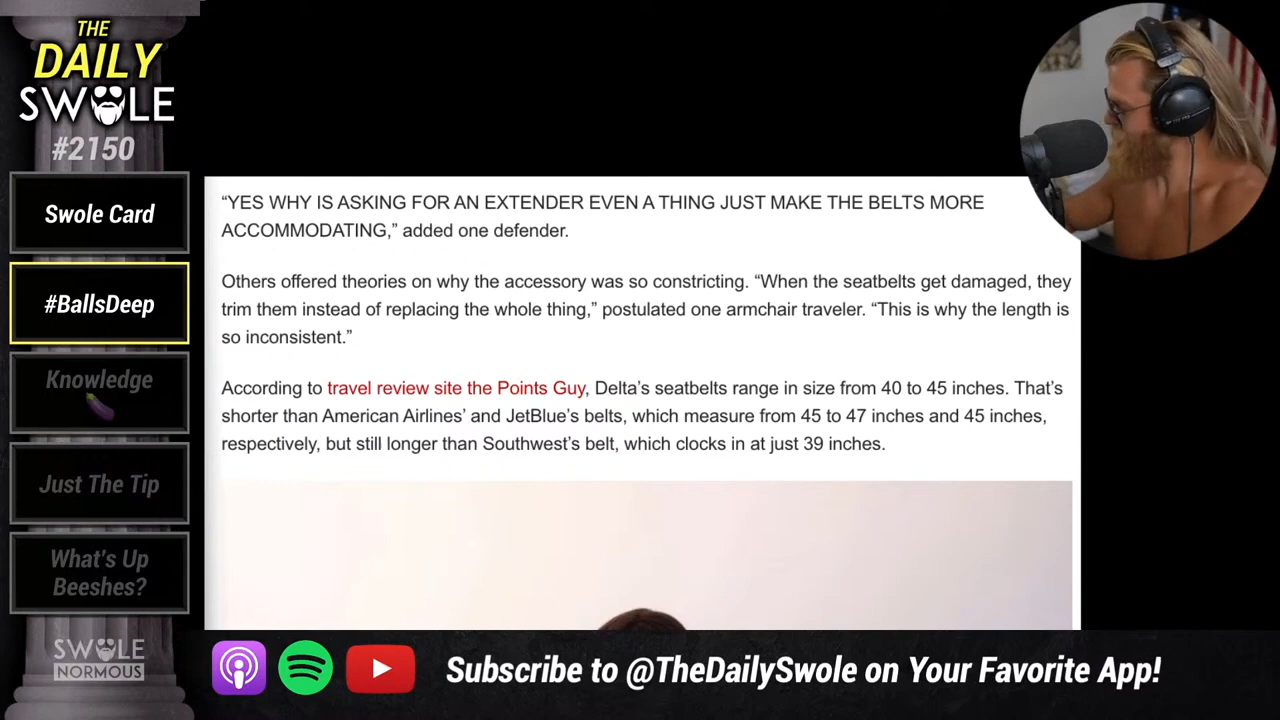 THE
DAILY
SWOLE
#2150
Swole Card
#BallsDeep
Knowledge
🍆
Just The Tip
What's Up
Beeshes?
SWOLE
NORMOUS
“YES WHY IS ASKING FOR AN EXTENDER EVEN A THING JUST MAKE THE BELTS MORE
ACCOMMODATING,” added one defender.
Others offered theories on why the accessory was so constricting. “When the seatbelts get damaged, they
trim them instead of replacing the whole thing,” postulated one armchair traveler. “This is why the length is
so inconsistent.”
According to travel review site the Points Guy, Delta’s seatbelts range in size from 40 to 45 inches. That’s
shorter than American Airlines’ and JetBlue’s belts, which measure from 45 to 47 inches and 45 inches,
respectively, but still longer than Southwest’s belt, which clocks in at just 39 inches.
Subscribe to @TheDailySwole on Your Favorite App!